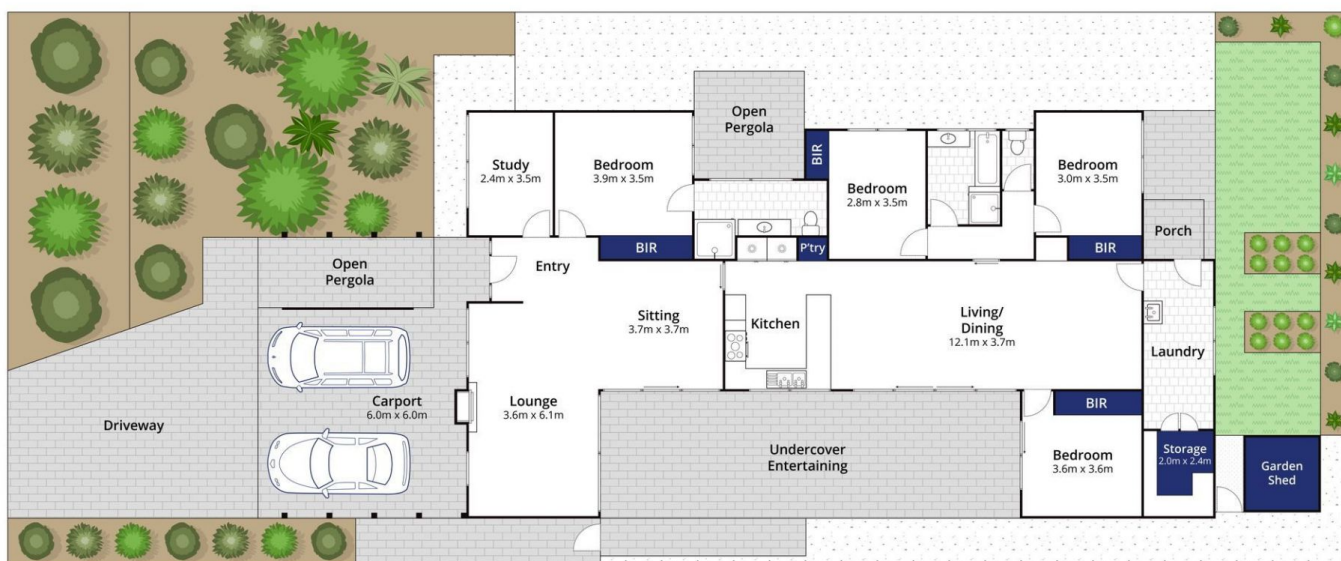 Open
Pergola
Study
2.4m x 3.5m
Bedroom
3.9m x 3.5m
BIR
Bedroom
2.8m x 3.5m
Bedroom
3.0m x 3.5m
Porch
BIR
P'try
BIR
Open
Pergola
Entry
Sitting
3.7m x 3.7m
Kitchen
Living/
Dining
12.1m x 3.7m
Laundry
Driveway
Carport
6.0m x 6.0m
Lounge
3.6m x 6.1m
BIR
Undercover
Entertaining
Bedroom
3.6m x 3.6m
Storage
2.0m x 2.4m
Garden
Shed